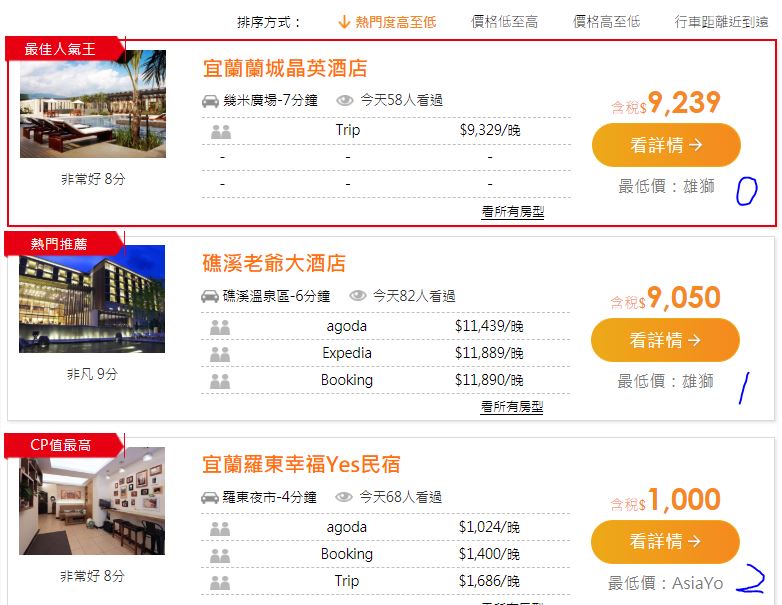 排序方式： ↓ 熱門度高至低 價格低至高 價格高至低 行車距離近到遠
最佳人氣王
宜蘭蘭城晶英酒店
幾米廣場-7分鐘 今天58人看過
含稅$9,239
Trip $9,329/晚
看詳情→
- - -
非常好 8分
- - -
最低價：雄獅
0
看所有房型
熱門推薦
礁溪老爺大酒店
礁溪溫泉區-6分鐘 今天82人看過
含稅$9,050
agoda $11,439/晚
看詳情→
Expedia $11,889/晚
非凡 9分
Booking $11,890/晚
最低價：雄獅
1
看所有房型
CP值最高
宜蘭羅東幸福Yes民宿
羅東夜市-4分鐘 今天68人看過
含稅$1,000
agoda $1,024/晚
看詳情→
Booking $1,400/晚
非常好 8分
Trip $1,686/晚
最低價：AsiaYo
2